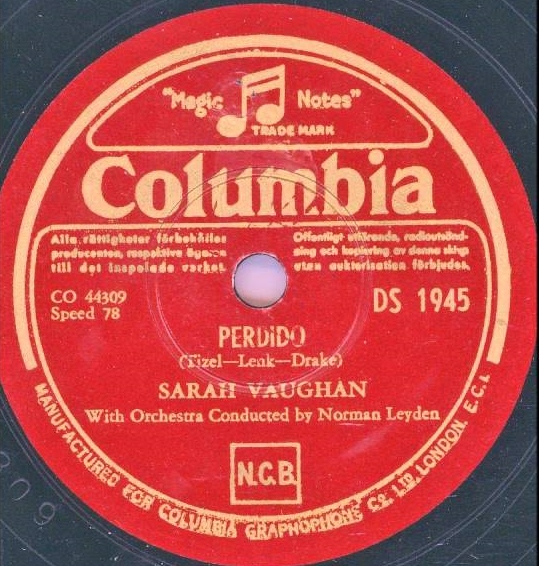 "Magic Notes"
TRADE MARK
Columbia
Alla rättigheter förbehålles
producenten, respektive ägaren
till det inspelade verket.
Offentligt utförande, radioutsänd-
ning och kopiering av denna skiva
utan auktorisation förbjudes.
CO 44309
Speed 78
DS 1945
PERDIDO
(Tizel—Lenk—Drake)
SARAH VAUGHAN
With Orchestra Conducted by Norman Leyden
N.C.B.
MANUFACTURED FOR COLUMBIA GRAPHOPHONE CO. LTD. LONDON. E.C.1.